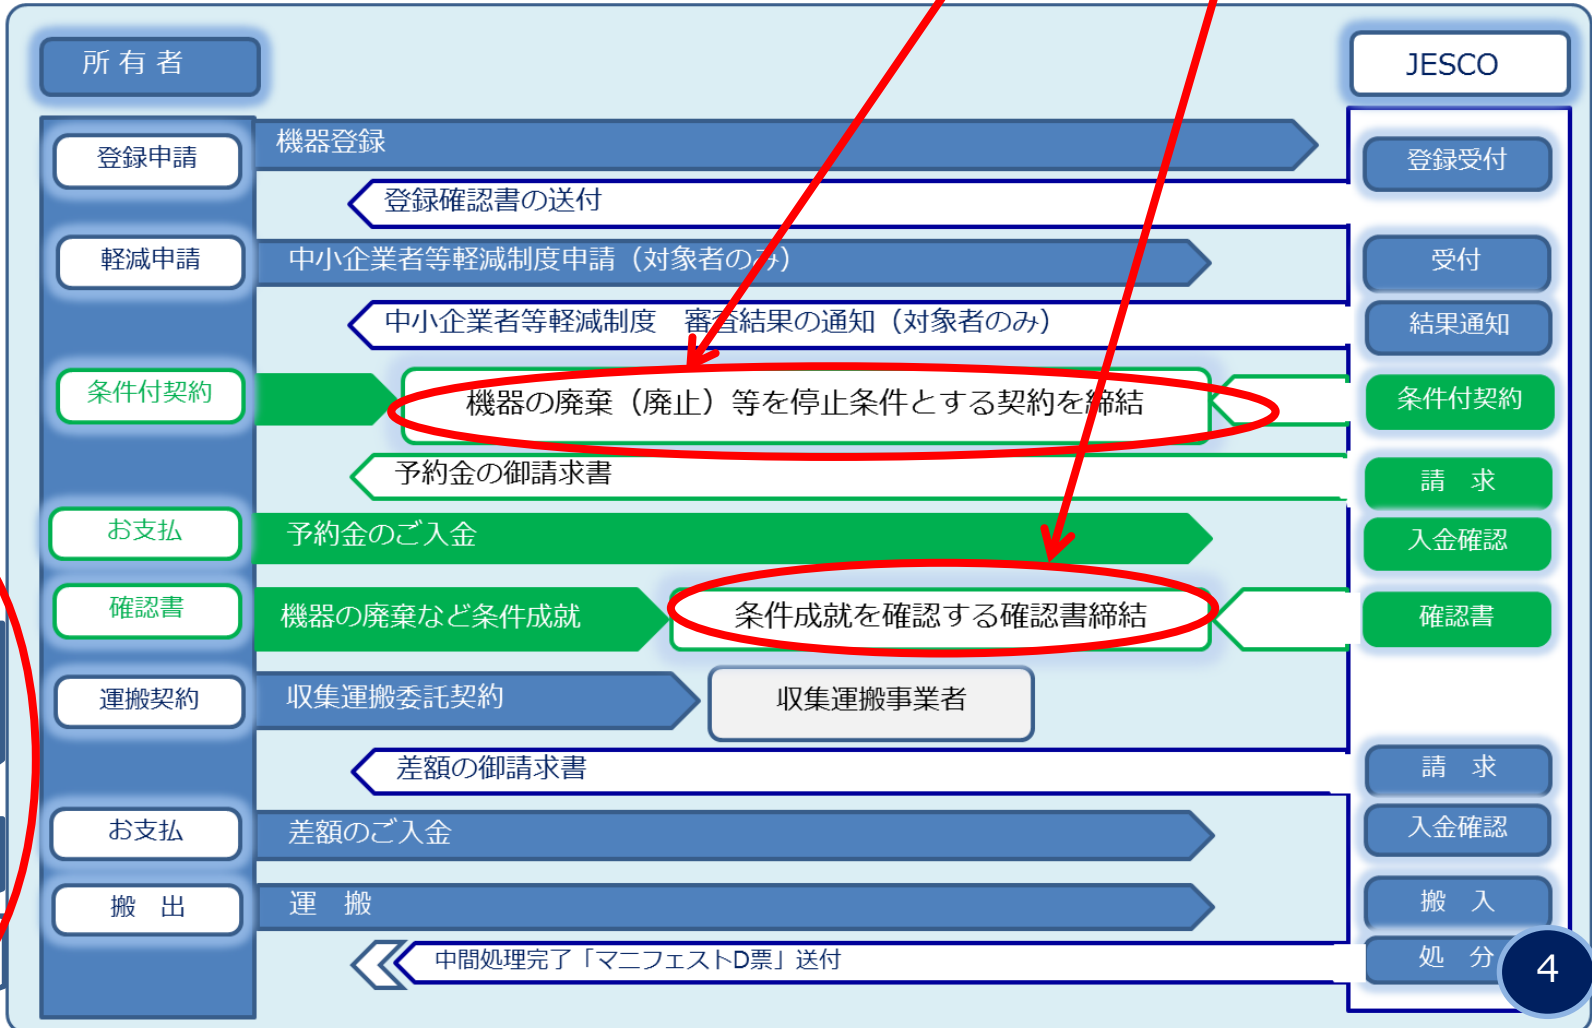 所 有 者
JESCO
登録申請
機器登録
登録受付
登録確認書の送付
軽減申請
中小企業者等軽減制度申請（対象者のみ）
受付
中小企業者等軽減制度　審査結果の通知（対象者のみ）
結果通知
条件付契約
機器の廃棄（廃止）等を停止条件とする契約を締結
条件付契約
予約金の御請求書
請　求
お支払
予約金のご入金
入金確認
確認書
機器の廃棄など条件成就
条件成就を確認する確認書締結
確認書
運搬契約
収集運搬委託契約
収集運搬事業者
差額の御請求書
請　求
お支払
差額のご入金
入金確認
搬　出
運　搬
搬　入
中間処理完了「マニフェストD票」送付
処　分
4